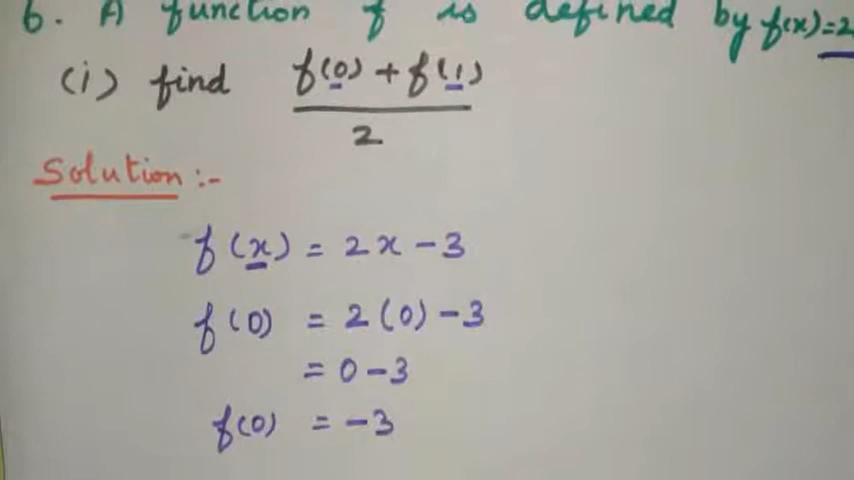 6. A function f is defined by f(x)=2
(i) find f(0) + f(1)
2
Solution :-
f(x) = 2x - 3
f(0) = 2(0) - 3
= 0 - 3
f(0) = -3